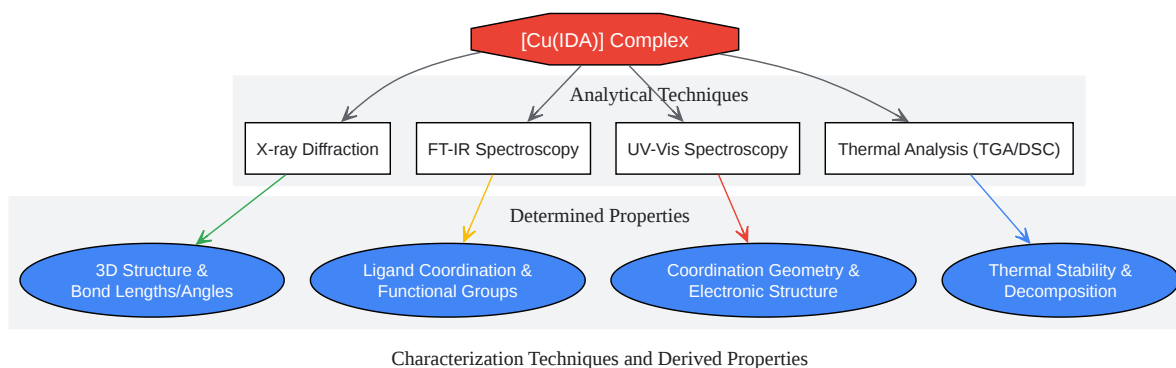 [Cu(IDA)] Complex
Analytical Techniques
X-ray Diffraction
FT-IR Spectroscopy
UV-Vis Spectroscopy
Thermal Analysis (TGA/DSC)
Determined Properties
3D Structure &
Bond Lengths/Angles
Ligand Coordination &
Functional Groups
Coordination Geometry &
Electronic Structure
Thermal Stability &
Decomposition
Characterization Techniques and Derived Properties